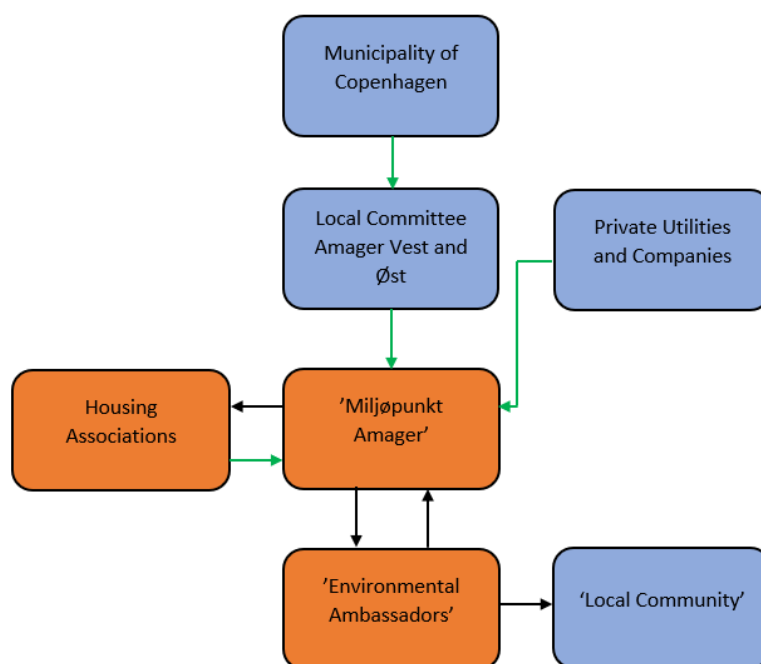 Municipality of
Copenhagen
Local Committee
Amager Vest and
Øst
Private Utilities
and Companies
Housing
Associations
’Miljøpunkt
Amager’
’Environmental
Ambassadors’
‘Local Community’